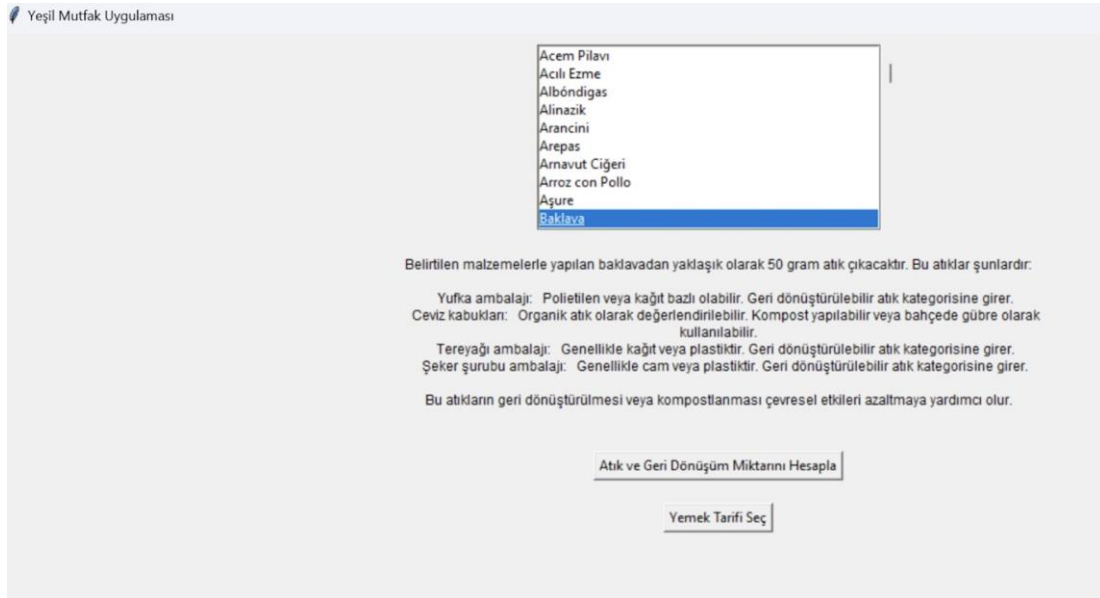 Yeşil Mutfak Uygulaması
Acem Pilavı
Acılı Ezme
Albóndigas
Alinazik
Arancini
Arepas
Arnavut Ciğeri
Arroz con Pollo
Aşure
Baklava
Belirtilen malzemelerle yapılan baklavadan yaklaşık olarak 50 gram atık çıkacaktır. Bu atıklar şunlardır:
Yufka ambalajı: Polietilen veya kağıt bazlı olabilir. Geri dönüştürülebilir atık kategorisine girer.
Ceviz kabukları: Organik atık olarak değerlendirilebilir. Kompost yapılabilir veya bahçede gübre olarak
kullanılabilir.
Tereyağı ambalajı: Genellikle kağıt veya plastiktir. Geri dönüştürülebilir atık kategorisine girer.
Şeker şurubu ambalajı: Genellikle cam veya plastiktir. Geri dönüştürülebilir atık kategorisine girer.
Bu atıkların geri dönüştürülmesi veya kompostlanması çevresel etkileri azaltmaya yardımcı olur.
Atık ve Geri Dönüşüm Miktarını Hesapla
Yemek Tarifi Seç